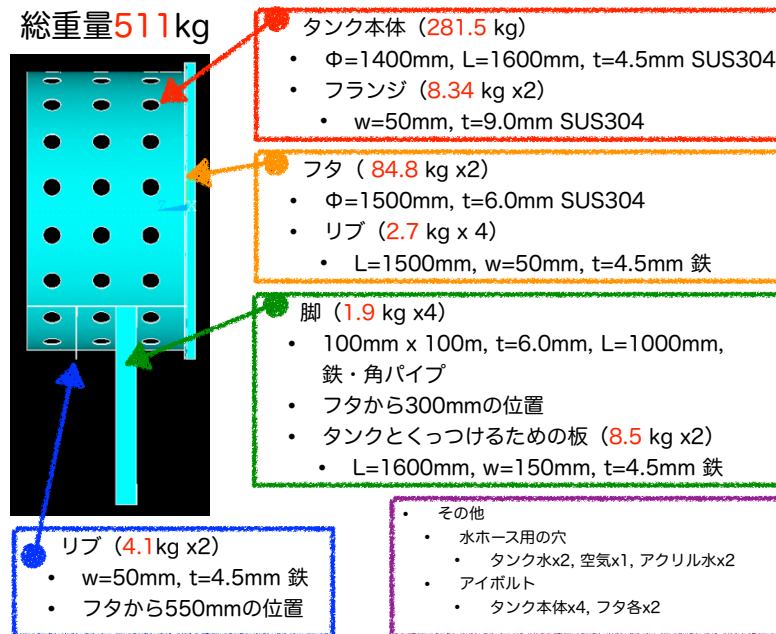 総重量511kg
タンク本体（281.5 kg）
• Φ=1400mm, L=1600mm, t=4.5mm SUS304
• フランジ（8.34 kg x2）
• w=50mm, t=9.0mm SUS304
フタ（ 84.8 kg x2）
• Φ=1500mm, t=6.0mm SUS304
• リブ（2.7 kg x 4）
• L=1500mm, w=50mm, t=4.5mm 鉄
脚（1.9 kg x4）
• 100mm x 100m, t=6.0mm, L=1000mm,
鉄・角パイプ
• フタから300mmの位置
• タンクとくっつけるための板（8.5 kg x2）
• L=1600mm, w=150mm, t=4.5mm 鉄
リブ（4.1kg x2）
• w=50mm, t=4.5mm 鉄
• フタから550mmの位置
• その他
• 水ホース用の穴
• タンク水x2, 空気x1, アクリル水x2
• アイボルト
• タンク本体x4, フタ各x2
Z X